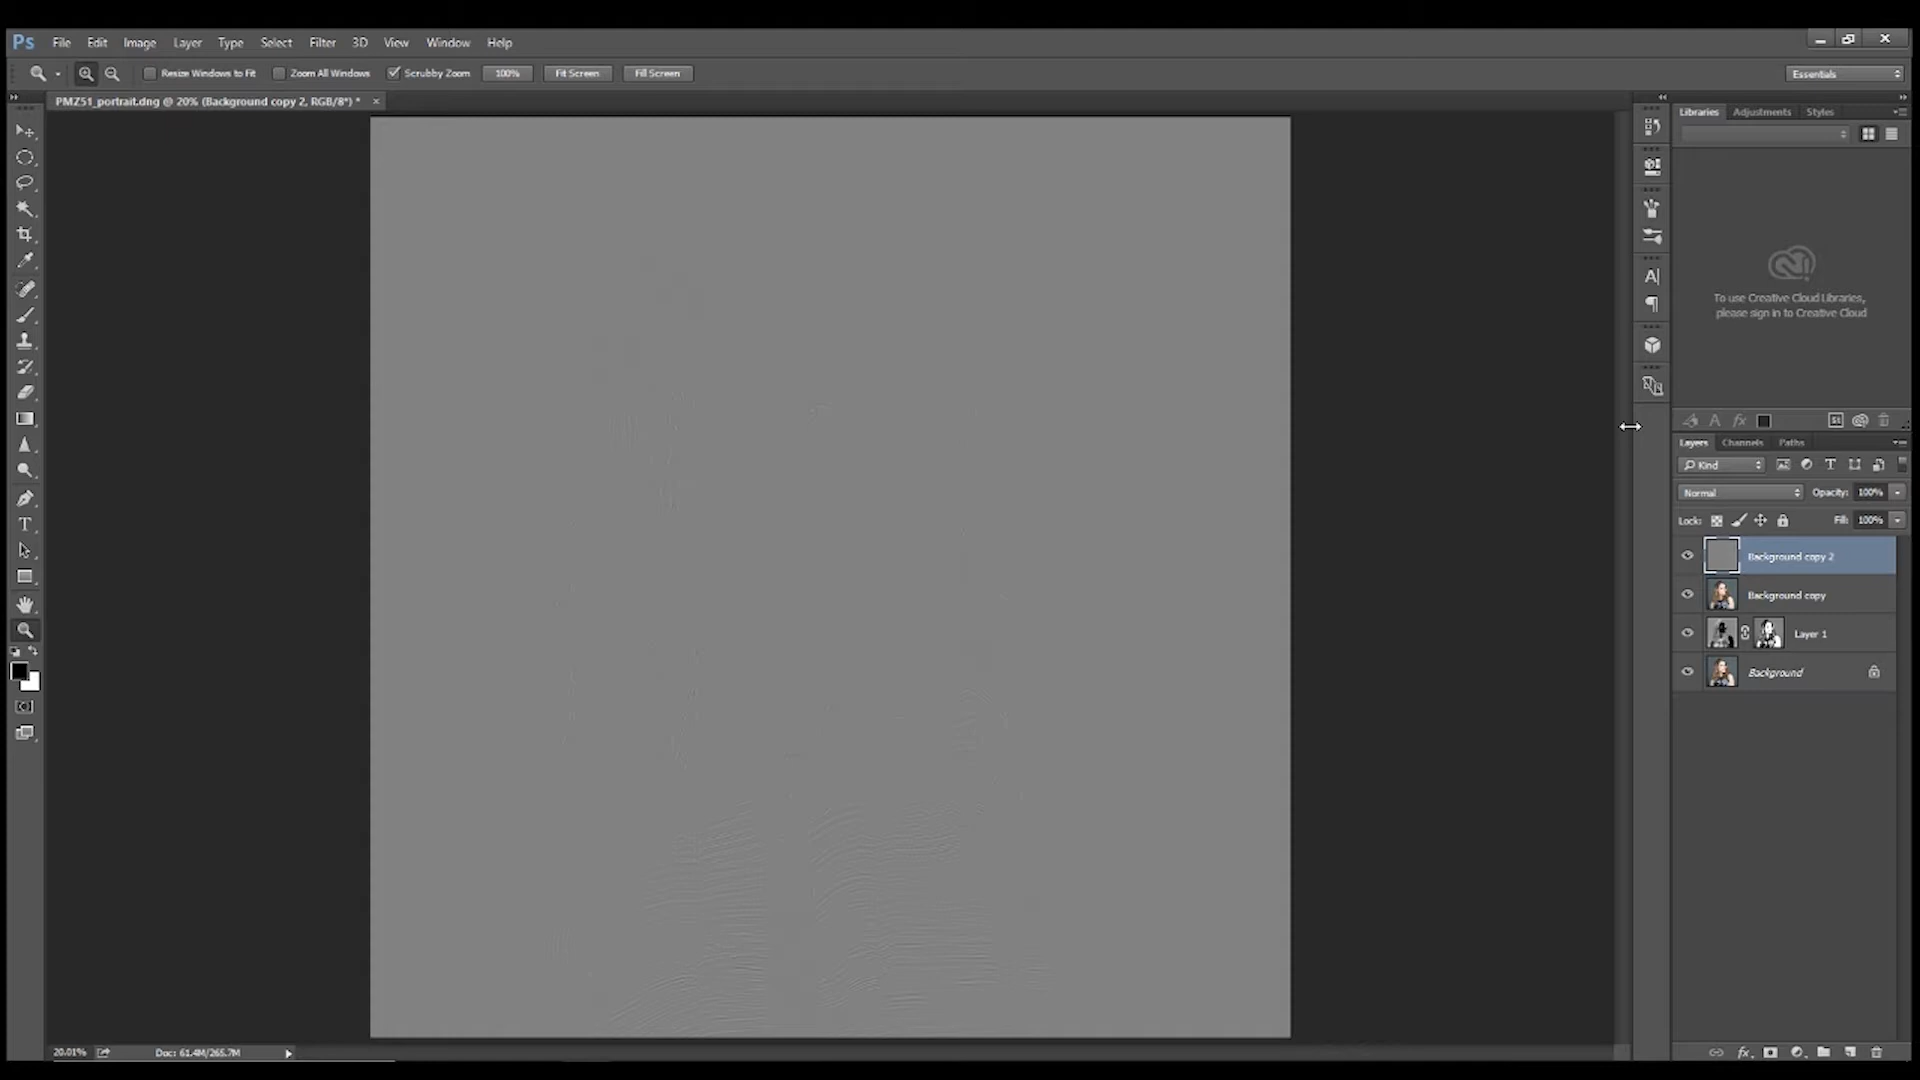 Ps File Edit Image Layer Type Select Filter 3D View Window Help
Resize Windows to Fit Zoom All Windows Scrubby Zoom 100% Fit Screen Fill Screen Essentials
PMZ51_portrait.dng @ 20% (Background copy 2, RGB/8*) * ×
Libraries Adjustments Styles
To use Creative Cloud Libraries,
please sign in to Creative Cloud
Layers Channels Paths
Kind
Normal Opacity: 100%
Lock: Fill: 100%
Background copy 2
Background copy
Layer 1
Background
20.01% Doc: 61.4M/265.7M